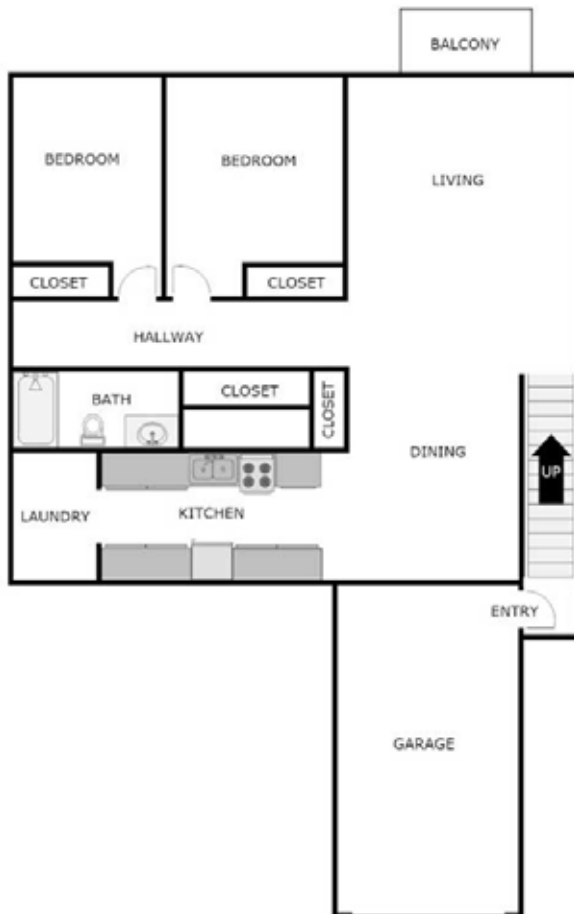 BALCONY
BEDROOM
BEDROOM
LIVING
CLOSET
CLOSET
HALLWAY
BATH
CLOSET
CLOSET
DINING
UP
LAUNDRY
KITCHEN
ENTRY
GARAGE